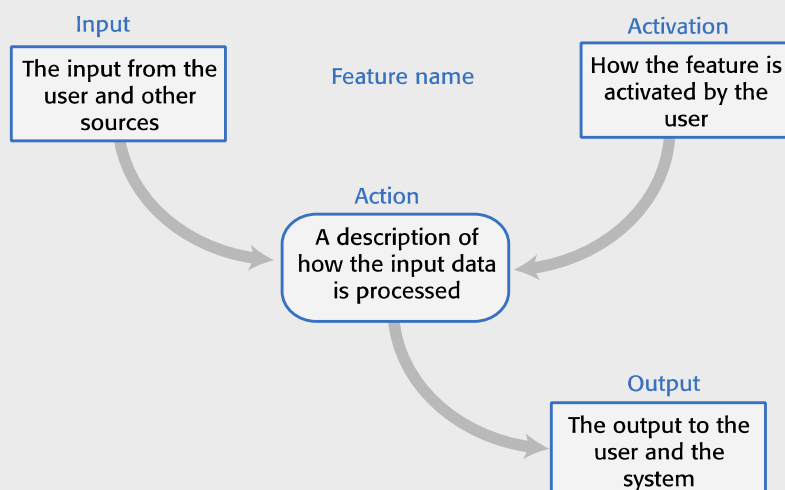 Input
The input from the
user and other
sources
Feature name
Activation
How the feature is
activated by the
user
Action
A description of
how the input data
is processed
Output
The output to the
user and the
system